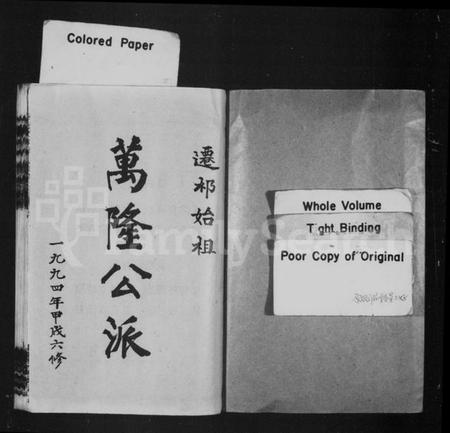 Colored Paper
遷祁始祖
萬隆公派
一九九四年甲戌六修
Whole Volume
Tight Binding
Poor Copy of Original
FamilySearch